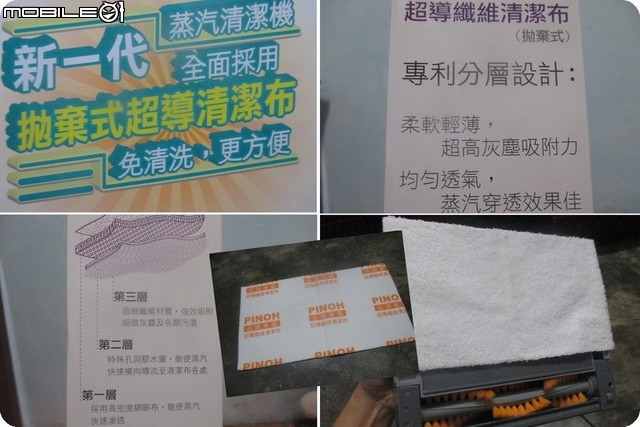 MOBILE01
蒸汽清潔機
新一代
全面採用
拋棄式超導清潔布
免清洗，更方便
超導纖維清潔布
(拋棄式)
專利分層設計：
柔軟輕薄，
超高灰塵吸附力
均勻透氣，
蒸汽穿透效果佳
第三層
超細纖維材質，強效吸附
細微灰塵及各類污漬
第二層
特殊孔洞膠水層，能使蒸汽
快速橫向導流至清潔布各處
第一層
採用高密度網眼布，能使蒸汽
快速滲透
PINOH
PINOH
PINOH